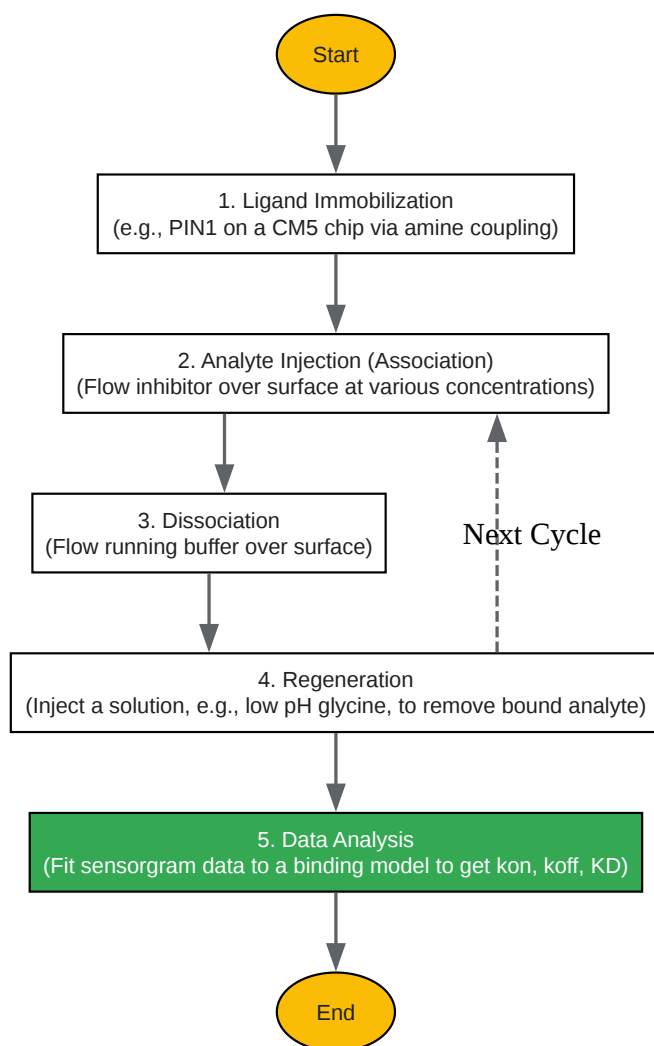 Start
1. Ligand Immobilization
(e.g., PIN1 on a CM5 chip via amine coupling)
2. Analyte Injection (Association)
(Flow inhibitor over surface at various concentrations)
3. Dissociation
(Flow running buffer over surface)
Next Cycle
4. Regeneration
(Inject a solution, e.g., low pH glycine, to remove bound analyte)
5. Data Analysis
(Fit sensorgram data to a binding model to get kon, koff, KD)
End